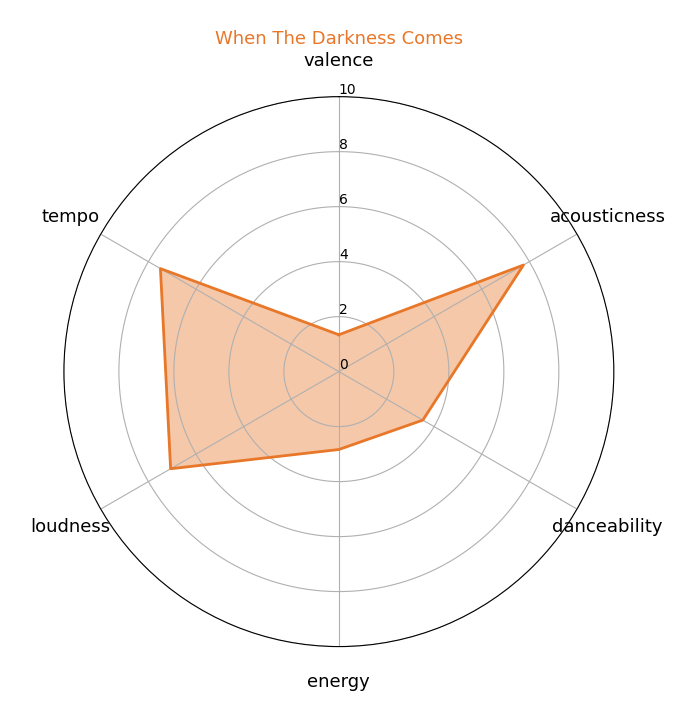 When The Darkness Comes
valence
10
8
acousticness
tempo
6
4
2
0
loudness
danceability
energy